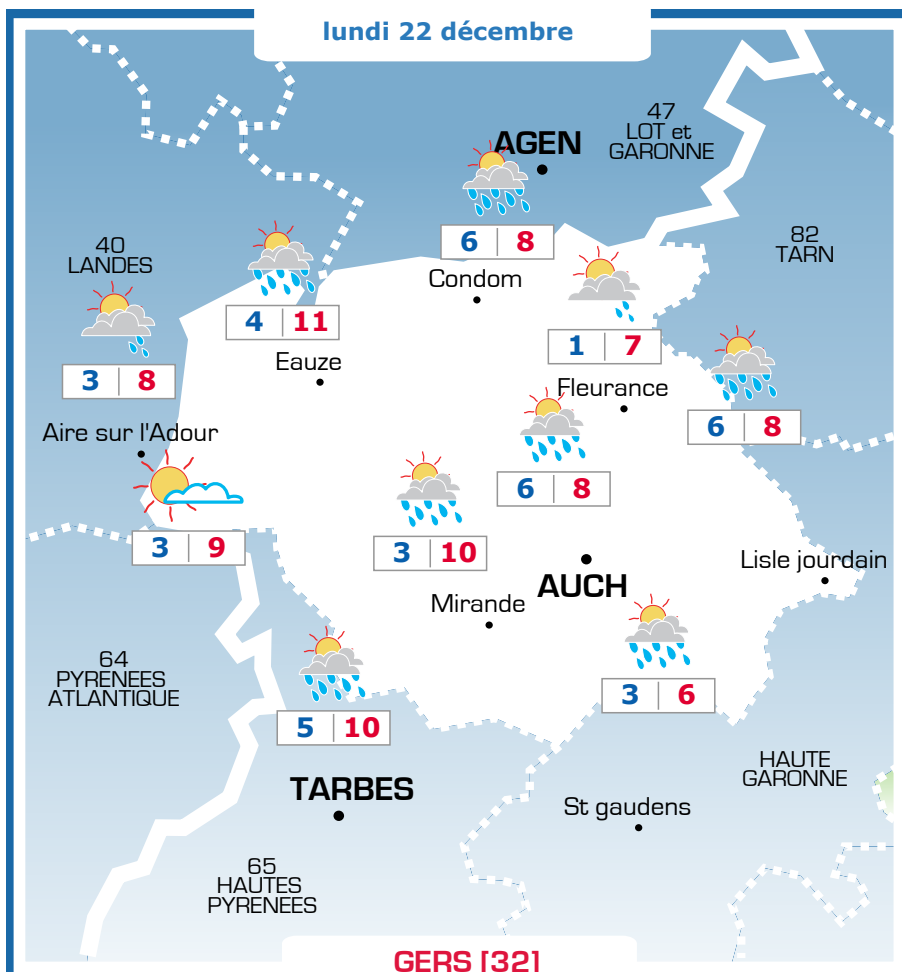 lundi 22 décembre
47
LOT et
GARONNE
AGEN
6 8
40
LANDES
82
TARN
Condom
4 11
1 7
Eauze
3 8
Fleurance
6 8
Aire sur l'Adour
6 8
3 9
3 10
Lisle jourdain
AUCH
Mirande
64
PYRENEES
ATLANTIQUE
3 6
5 10
HAUTE
GARONNE
TARBES
St gaudens
65
HAUTES
PYRENEES
GERS [32]